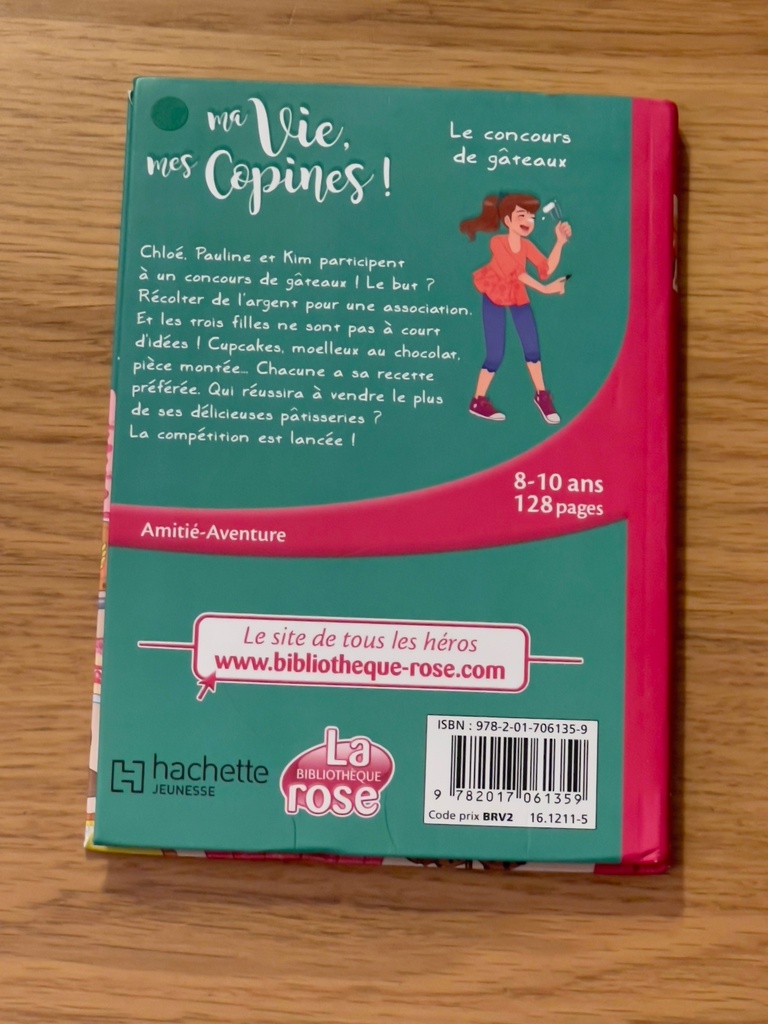 ma Vie,
mes Copines !
Le concours
de gâteaux
Chloé, Pauline et Kim participent
à un concours de gâteaux ! Le but ?
Récolter de l'argent pour une association.
Et les trois filles ne sont pas à court
d'idées ! Cupcakes, moelleux au chocolat,
pièce montée... Chacune a sa recette
préférée. Qui réussira à vendre le plus
de ses délicieuses pâtisseries ?
La compétition est lancée !
8-10 ans
128 pages
Amitié-Aventure
Le site de tous les héros
www.bibliotheque-rose.com
hachette
JEUNESSE
La
BIBLIOTHÈQUE
rose
ISBN : 978-2-01-706135-9
9 782017 061359
Code prix BRV2 16.1211-5